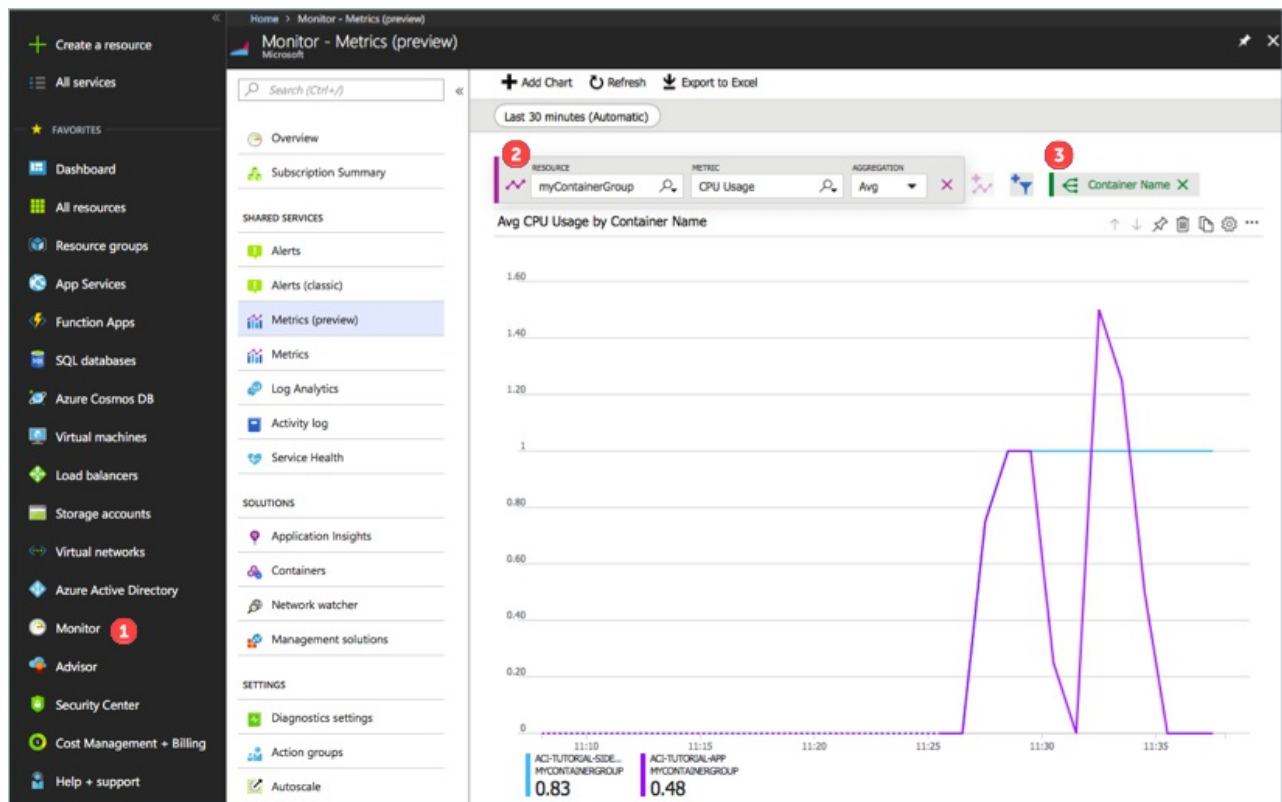 Home > Monitor - Metrics (preview)
Monitor - Metrics (preview)
Microsoft
Create a resource
All services
FAVORITES
Dashboard
All resources
Resource groups
App Services
Function Apps
SQL databases
Azure Cosmos DB
Virtual machines
Load balancers
Storage accounts
Virtual networks
Azure Active Directory
Monitor 1
Advisor
Security Center
Cost Management + Billing
Help + support
Search (Ctrl+/)
Overview
Subscription Summary
SHARED SERVICES
Alerts
Alerts (classic)
Metrics (preview)
Metrics
Log Analytics
Activity log
Service Health
SOLUTIONS
Application Insights
Containers
Network watcher
Management solutions
SETTINGS
Diagnostics settings
Action groups
Autoscale
Add Chart Refresh Export to Excel
Last 30 minutes (Automatic)
2 3
RESOURCE METRIC AGGREGATION
myContainerGroup CPU Usage Avg Container Name
Avg CPU Usage by Container Name
1.60
1.40
1.20
1
0.80
0.60
0.40
0.20
0
11:10 11:15 11:20 11:25 11:30 11:35
ACI-TUTORIAL-SIDE... ACI-TUTORIAL-APP
MYCONTAINERGROUP MYCONTAINERGROUP
0.83 0.48